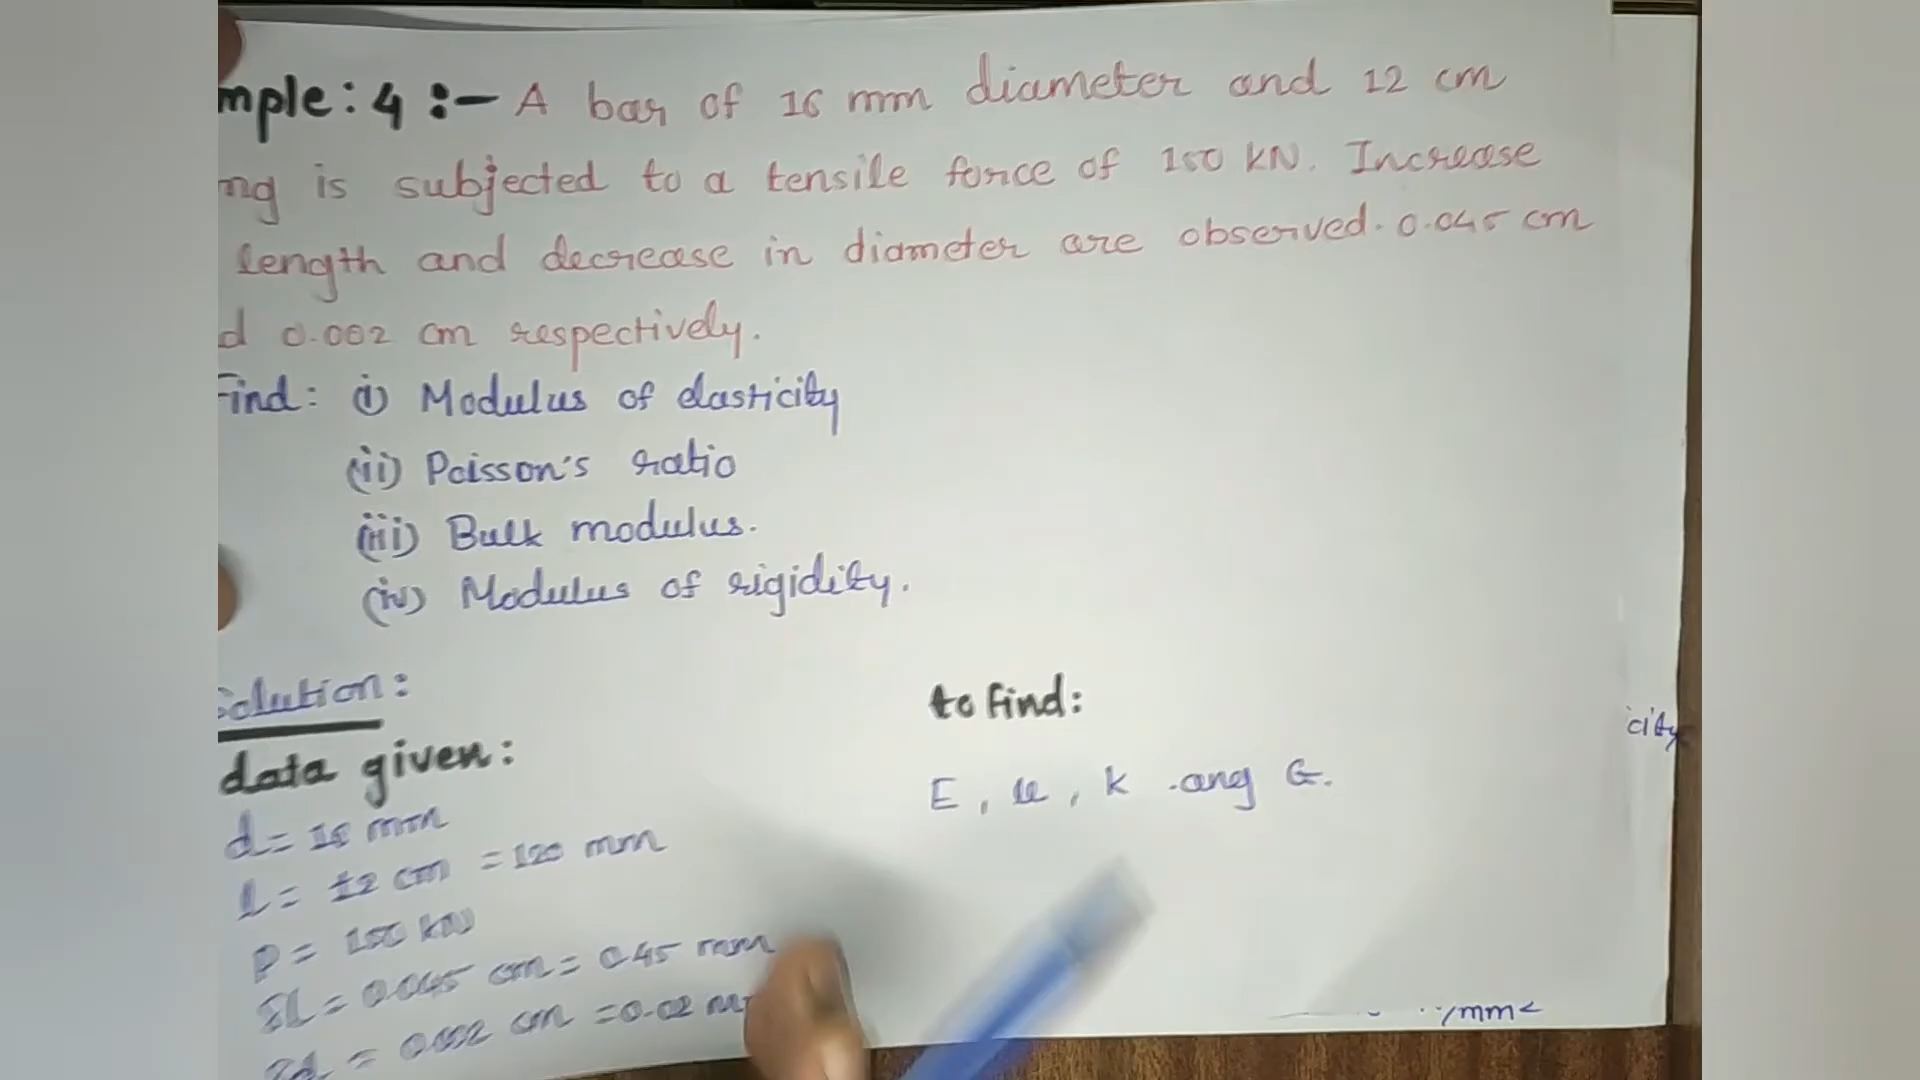 mple: 4 :- A bar of 16 mm diameter and 12 cm
ng is subjected to a tensile force of 150 kN. Increase
length and decrease in diameter are observed. 0.045 cm
d 0.002 cm respectively.
Find: (i) Modulus of elasticity
(ii) Poisson's ratio
(iii) Bulk modulus.
(iv) Modulus of rigidity.
Solution:
to find:
city
data given:
E, μ, k .ang G.
d = 16 mm
l = 12 cm = 120 mm
P = 150 kN
δl = 0.045 cm = 0.45 mm
δd = 0.002 cm = 0.02 m
/mm2